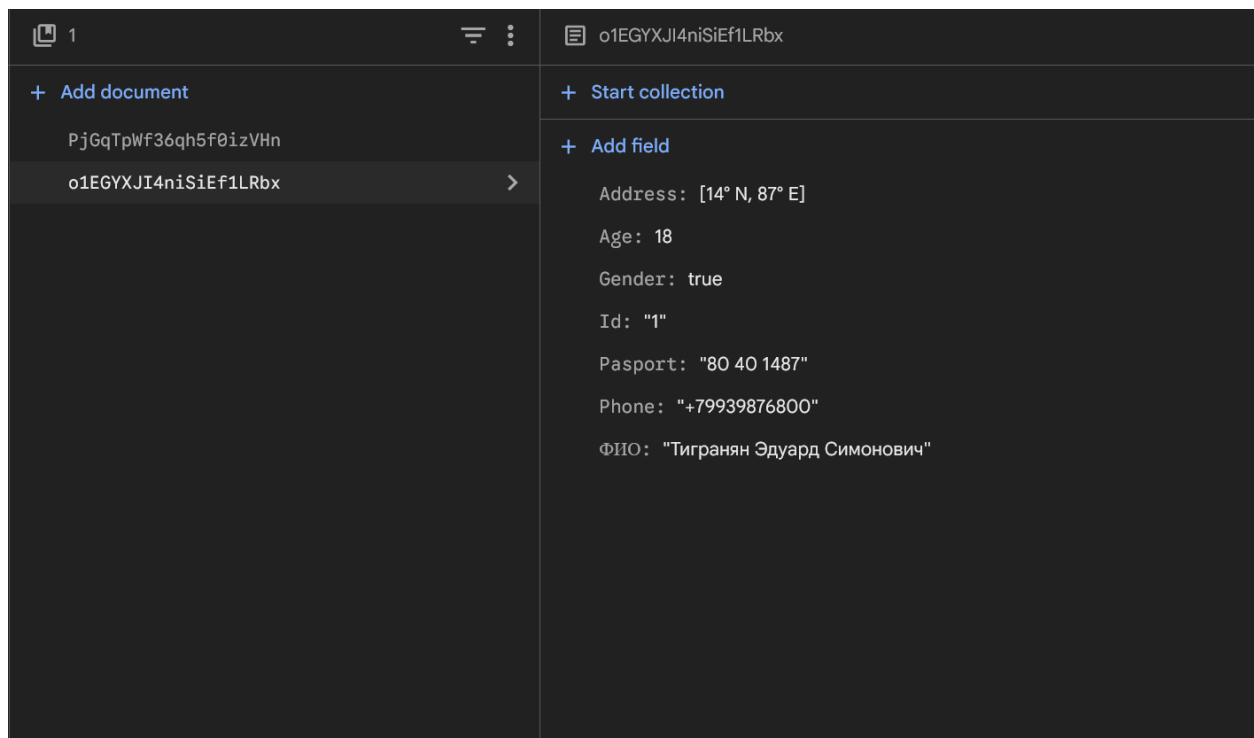 1
o1EGYXJI4niSiEf1LRbx
+ Add document
+ Start collection
PjGqTpWf36qh5f0izVHn
o1EGYXJI4niSiEf1LRbx
+ Add field
Address: [14° N, 87° E]
Age: 18
Gender: true
Id: "1"
Pasport: "80 40 1487"
Phone: "+79939876800"
ФИО: "Тигранян Эдуард Симонович"